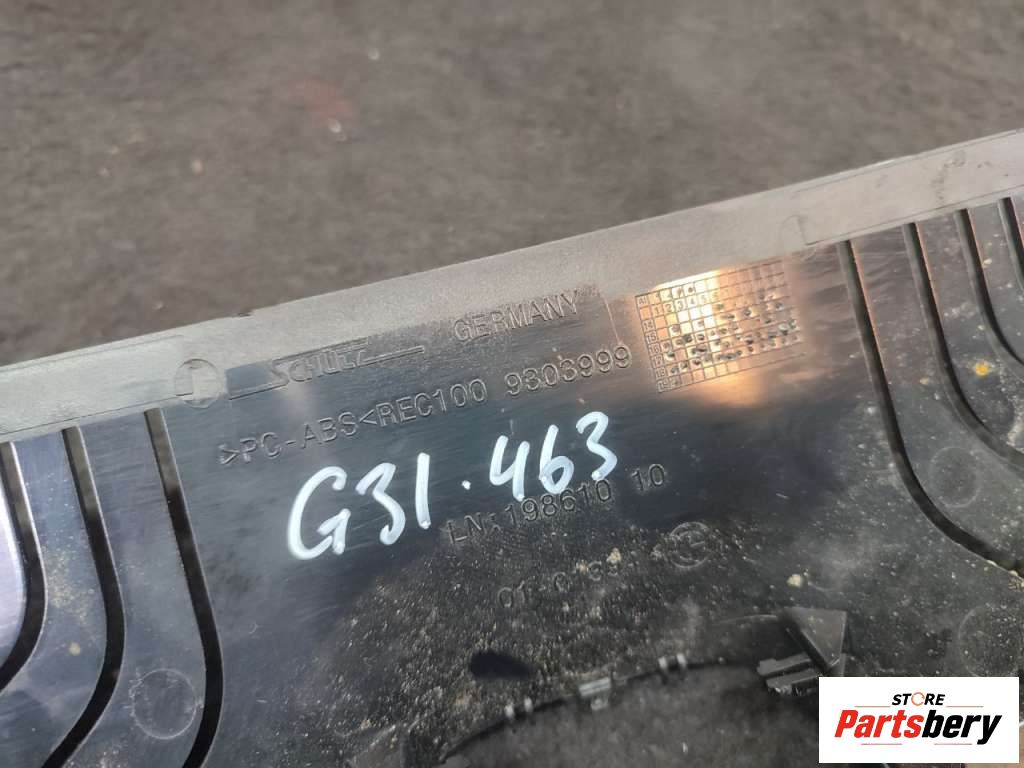 SCHÜTZ GERMANY
>PC-ABS<REC100 9303999
G31.463
LN:198610 10
STORE
Partsbery